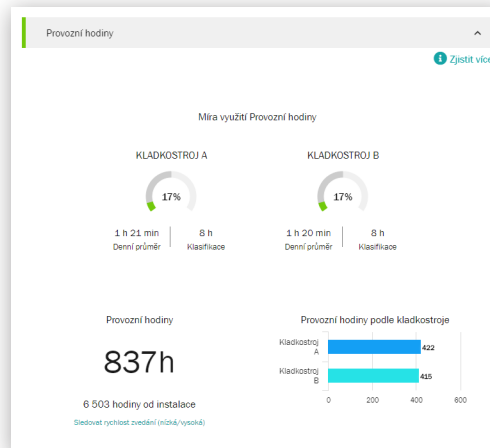 Provozní hodiny
Zjistit více
Míra využití Provozní hodiny
KLADKOSTROJ A
KLADKOSTROJ B
17%
17%
1 h 21 min
8 h
1 h 20 min
8 h
Denní průměr
Klasifikace
Denní průměr
Klasifikace
Provozní hodiny
Provozní hodiny podle kladkostroje
837h
Kladkostroj
A
422
Kladkostroj
B
415
0 200 400 600
6 503 hodiny od instalace
Sledovat rychlost zvedání (nízká/vysoká)